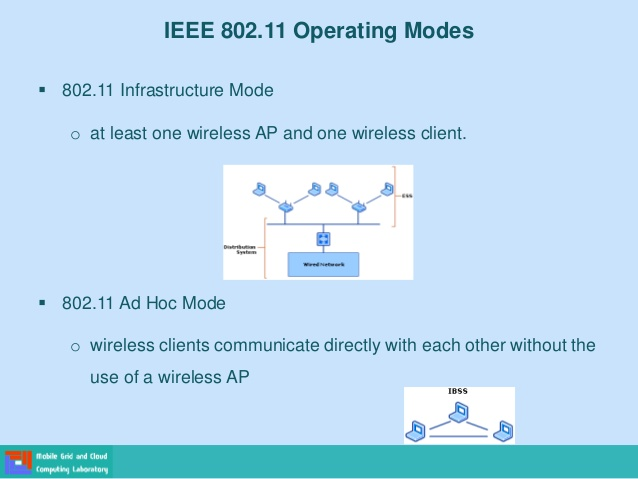 IEEE 802.11 Operating Modes
▪ 802.11 Infrastructure Mode
o at least one wireless AP and one wireless client.
ESS
Distribution
System
Wired Network
▪ 802.11 Ad Hoc Mode
o wireless clients communicate directly with each other without the
use of a wireless AP
IBSS
Mobile Grid and Cloud
Computing Laboratory